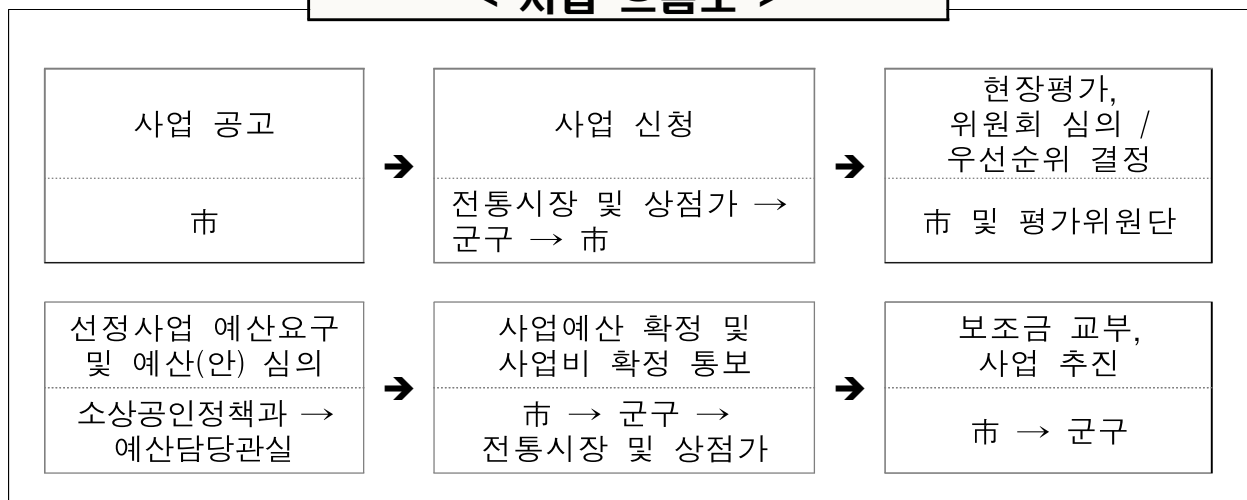 < 사업 흐름도 >
사업 공고
市
➔
사업 신청
전통시장 및 상점가 →
군구 → 市
➔
현장평가,
위원회 심의 /
우선순위 결정
市 및 평가위원단
선정사업 예산요구
및 예산(안) 심의
소상공인정책과 →
예산담당관실
➔
사업예산 확정 및
사업비 확정 통보
市 → 군구 →
전통시장 및 상점가
➔
보조금 교부,
사업 추진
市 → 군구